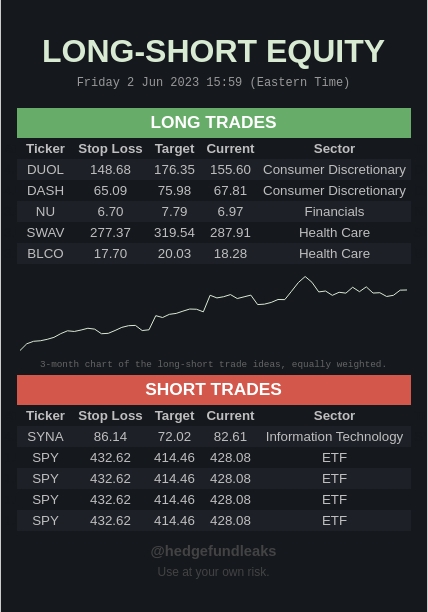 LONG-SHORT EQUITY
Friday 2 Jun 2023 15:59 (Eastern Time)
LONG TRADES
Ticker Stop Loss Target Current Sector
DUOL 148.68 176.35 155.60 Consumer Discretionary
DASH 65.09 75.98 67.81 Consumer Discretionary
NU 6.70 7.79 6.97 Financials
SWAV 277.37 319.54 287.91 Health Care
BLCO 17.70 20.03 18.28 Health Care
3-month chart of the long-short trade ideas, equally weighted.
SHORT TRADES
Ticker Stop Loss Target Current Sector
SYNA 86.14 72.02 82.61 Information Technology
SPY 432.62 414.46 428.08 ETF
SPY 432.62 414.46 428.08 ETF
SPY 432.62 414.46 428.08 ETF
SPY 432.62 414.46 428.08 ETF
@hedgefundleaks
Use at your own risk.